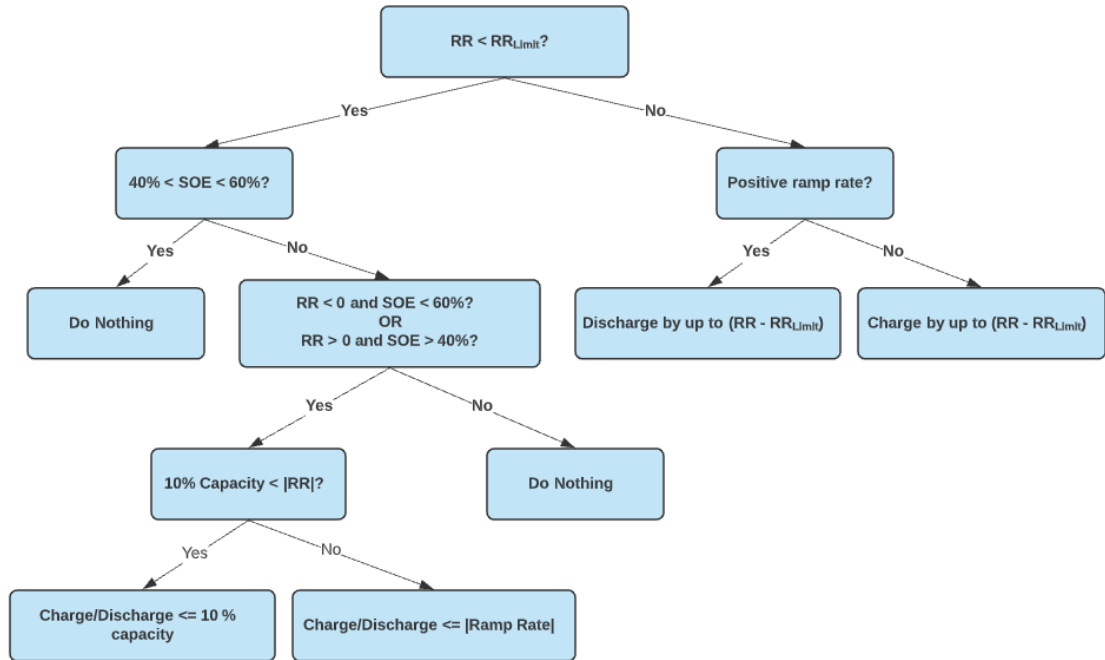 RR < RRLimit?
Yes
No
40% < SOE < 60%?
Positive ramp rate?
Yes
No
Yes
No
Do Nothing
RR < 0 and SOE < 60%?
OR
RR > 0 and SOE > 40%?
Discharge by up to (RR - RRLimit)
Charge by up to (RR - RRLimit)
Yes
No
10% Capacity < |RR|?
Do Nothing
Yes
No
Charge/Discharge <= 10 %
capacity
Charge/Discharge <= |Ramp Rate|